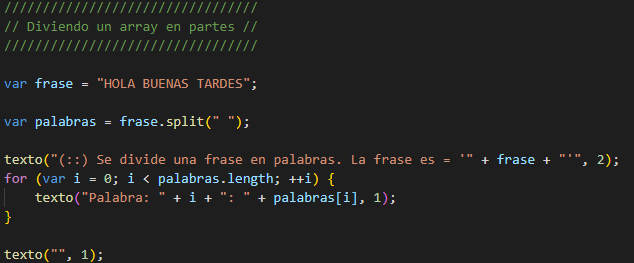 /////////////////////////////////
// Diviendo un array en partes //
/////////////////////////////////
var frase = "HOLA BUENAS TARDES";
var palabras = frase.split(" ");
texto("(::) Se divide una frase en palabras. La frase es = '" + frase + "'", 2);
for (var i = 0; i < palabras.length; ++i) {
texto("Palabra: " + i + ": " + palabras[i], 1);
}
texto("", 1);